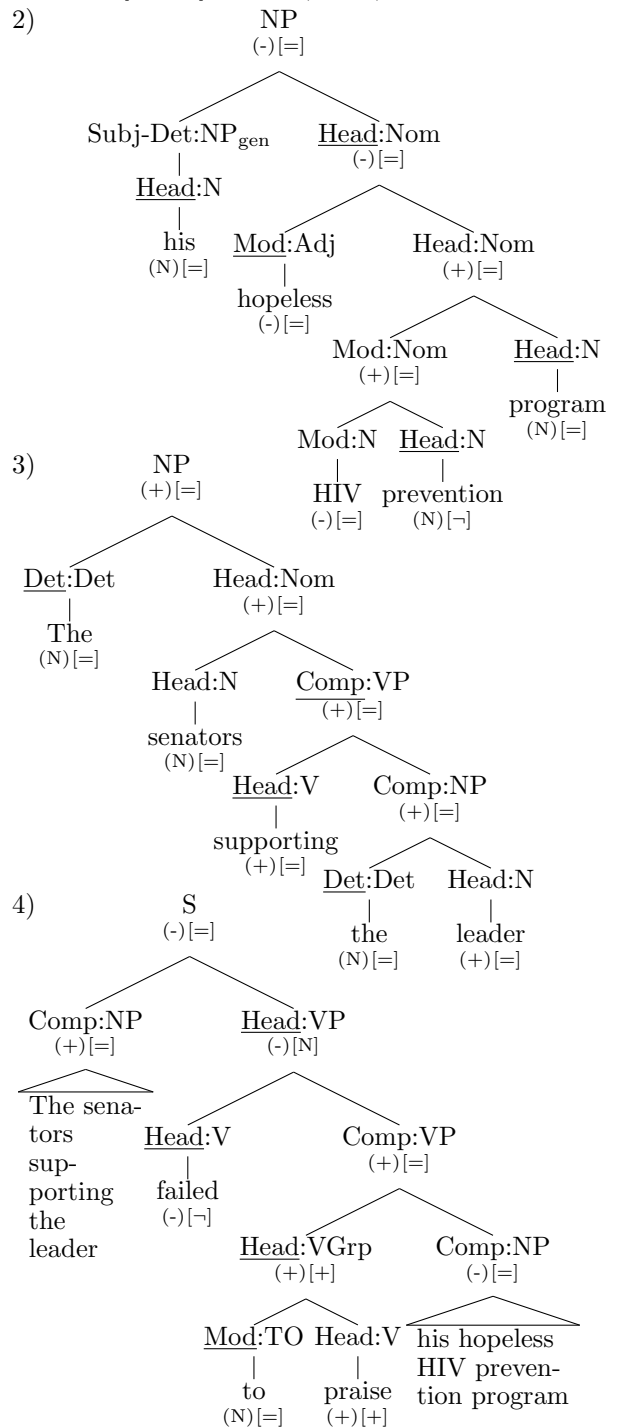 2)
NP
(-)[=]
Subj-Det:NPgen
Head:Nom
(-)[=]
Head:N
his
(N)[=]
Mod:Adj
hopeless
(-)[=]
Head:Nom
(+)[=]
Mod:Nom
(+)[=]
Head:N
program
(N)[=]
Mod:N
HIV
(-)[=]
Head:N
prevention
(N)[¬]
3)
NP
(+)[=]
Det:Det
The
(N)[=]
Head:Nom
(+)[=]
Head:N
senators
(N)[=]
Comp:VP
(+)[=]
Head:V
supporting
(+)[=]
Comp:NP
(+)[=]
Det:Det
the
(N)[=]
Head:N
leader
(+)[=]
4)
S
(-)[=]
Comp:NP
(+)[=]
The sena-
tors
sup-
porting
the
leader
Head:VP
(-)[N]
Head:V
failed
(-)[¬]
Comp:VP
(+)[=]
Head:VGrp
(+)[+]
Comp:NP
(-)[=]
Mod:TO
to
(N)[=]
Head:V
praise
(+)[+]
his hopeless
HIV preven-
tion program